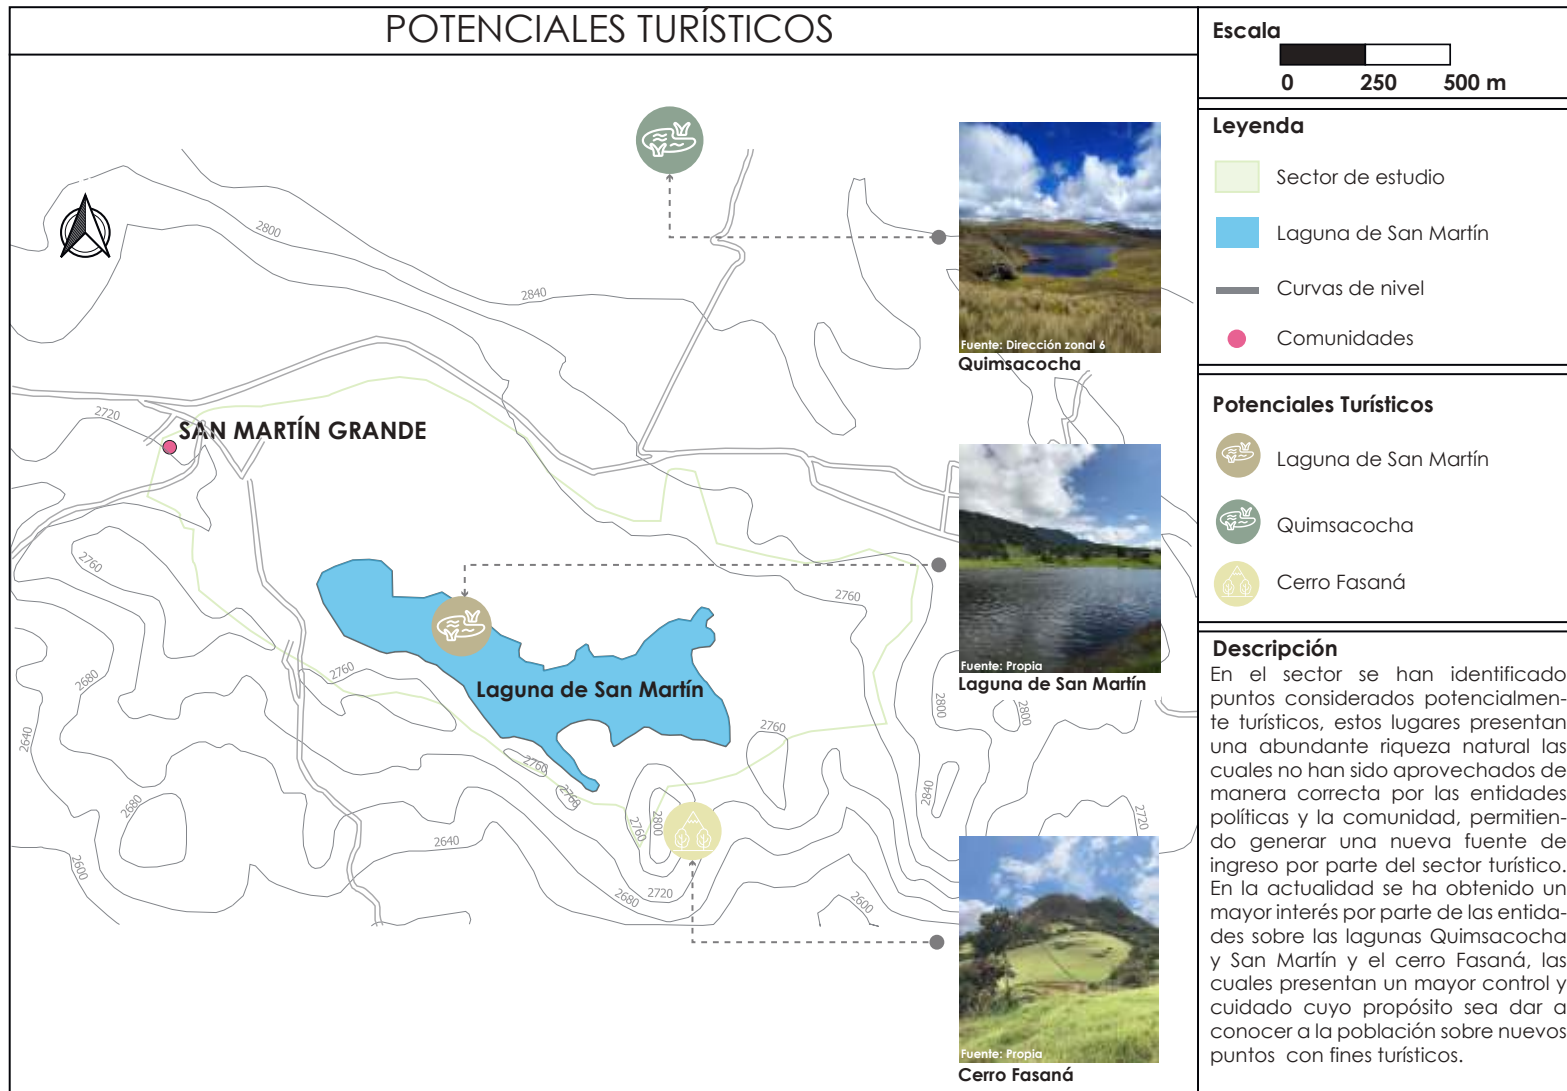 POTENCIALES TURÍSTICOS
2800
2840
2720
SAN MARTÍN GRANDE
2760
2680
2640
2760
Laguna de San Martín
2760
2760
2800
2800
2760
2760
2760
2800
2840
2720
2680
2600
2640
2720
2680
2600
Fuente: Dirección zonal 6
Quimsacocha
Fuente: Propia
Laguna de San Martín
Fuente: Propia
Cerro Fasaná
Escala
0 250 500 m
Leyenda
Sector de estudio
Laguna de San Martín
Curvas de nivel
Comunidades
Potenciales Turísticos
Laguna de San Martín
Quimsacocha
Cerro Fasaná
Descripción
En el sector se han identificado
puntos considerados potencialmen-
te turísticos, estos lugares presentan
una abundante riqueza natural las
cuales no han sido aprovechados de
manera correcta por las entidades
políticas y la comunidad, permitien-
do generar una nueva fuente de
ingreso por parte del sector turístico.
En la actualidad se ha obtenido un
mayor interés por parte de las entida-
des sobre las lagunas Quimsacocha
y San Martín y el cerro Fasaná, las
cuales presentan un mayor control y
cuidado cuyo propósito sea dar a
conocer a la población sobre nuevos
puntos con fines turísticos.